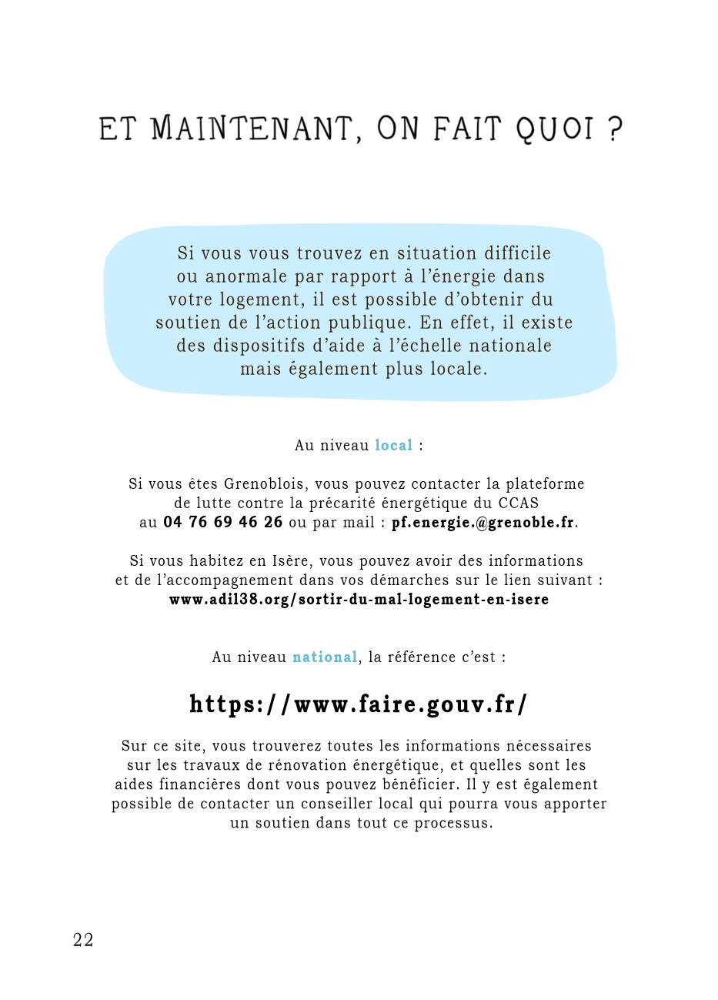 ET MAINTENANT, ON FAIT QUOI ?
Si vous vous trouvez en situation difficile
ou anormale par rapport à l’énergie dans
votre logement, il est possible d’obtenir du
soutien de l’action publique. En effet, il existe
des dispositifs d’aide à l’échelle nationale
mais également plus locale.
Au niveau local :
Si vous êtes Grenoblois, vous pouvez contacter la plateforme
de lutte contre la précarité énergétique du CCAS
au 04 76 69 46 26 ou par mail : pf.energie.@grenoble.fr.
Si vous habitez en Isère, vous pouvez avoir des informations
et de l’accompagnement dans vos démarches sur le lien suivant :
www.adil38.org/sortir-du-mal-logement-en-isere
Au niveau national, la référence c’est :
https://www.faire.gouv.fr/
Sur ce site, vous trouverez toutes les informations nécessaires
sur les travaux de rénovation énergétique, et quelles sont les
aides financières dont vous pouvez bénéficier. Il y est également
possible de contacter un conseiller local qui pourra vous apporter
un soutien dans tout ce processus.
22